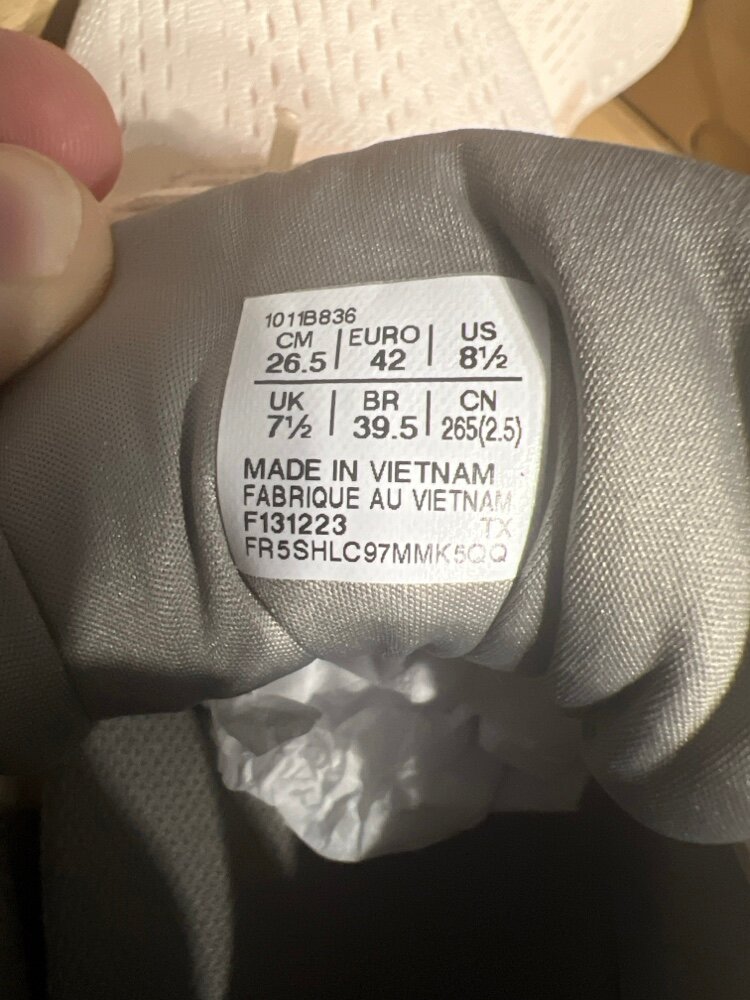 1011B836
CM | EURO | US
26.5 | 42 | 8½
UK | BR | CN
7½ | 39.5 | 265(2.5)
MADE IN VIETNAM
FABRIQUE AU VIETNAM
F131223 TX
FR5SHLC97MMK5QQ